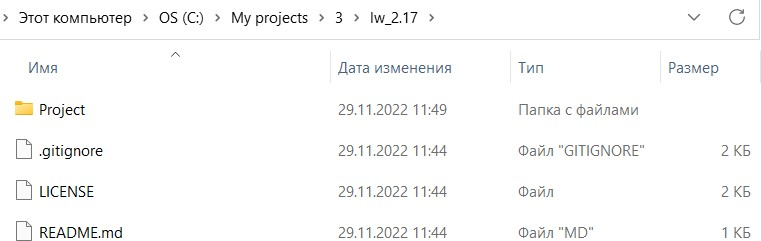 Этот компьютер > OS (C:) > My projects > 3 > lw_2.17 >
Имя Дата изменения Тип Размер
Project 29.11.2022 11:49 Папка с файлами
.gitignore 29.11.2022 11:44 Файл "GITIGNORE" 2 КБ
LICENSE 29.11.2022 11:44 Файл 2 КБ
README.md 29.11.2022 11:44 Файл "MD" 1 КБ